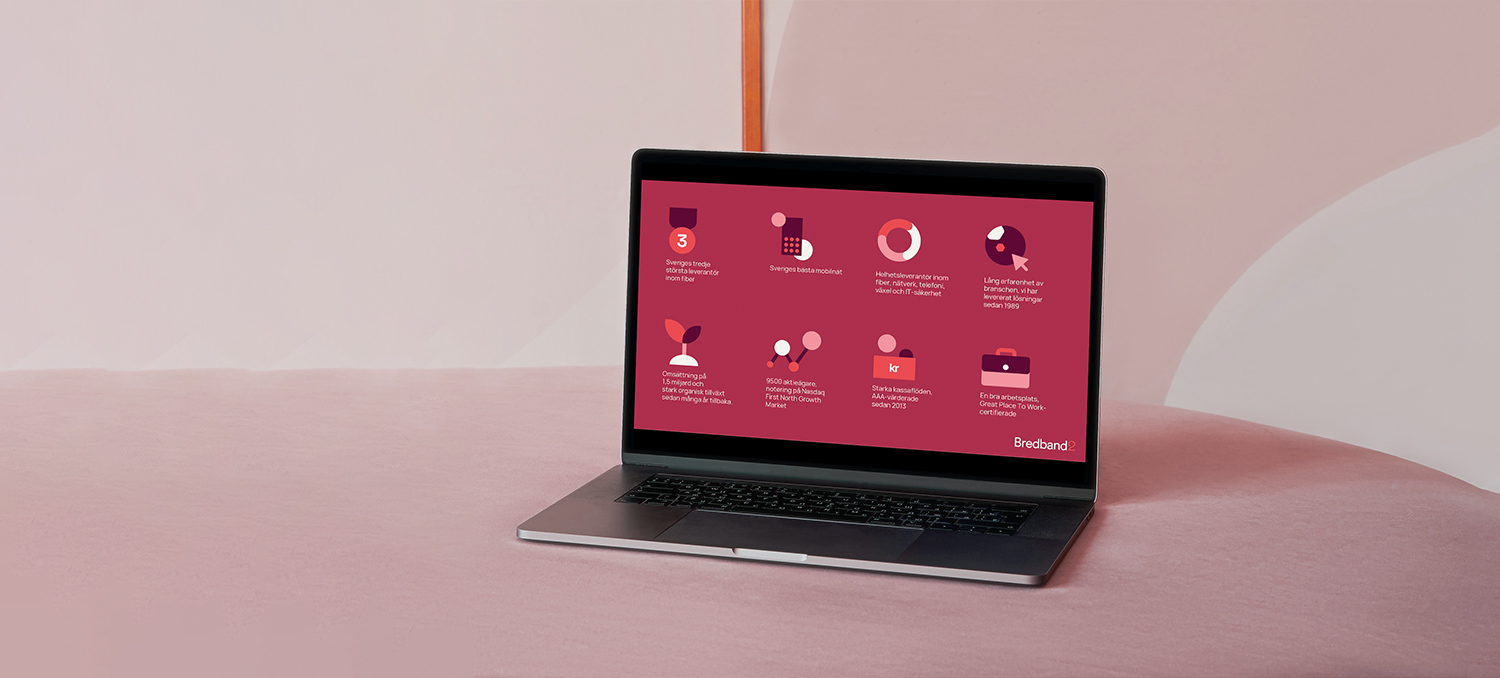 3
Sveriges tredje
största leverantör
inom fiber
Sveriges bästa mobilnät
Helhetsleverantör inom
fiber, nätverk, telefoni,
växel och IT-säkerhet
Lång erfarenhet av
branschen, vi har
levererat lösningar
sedan 1989
Omsättning på
1,5 miljard och
stark organisk tillväxt
sedan många år tillbaka.
9500 aktieägare,
notering på Nasdaq
First North Growth
Market
kr
Starka kassaflöden,
AAA-värderade
sedan 2013
En bra arbetsplats,
Great Place To Work-
certifierade
Bredband2